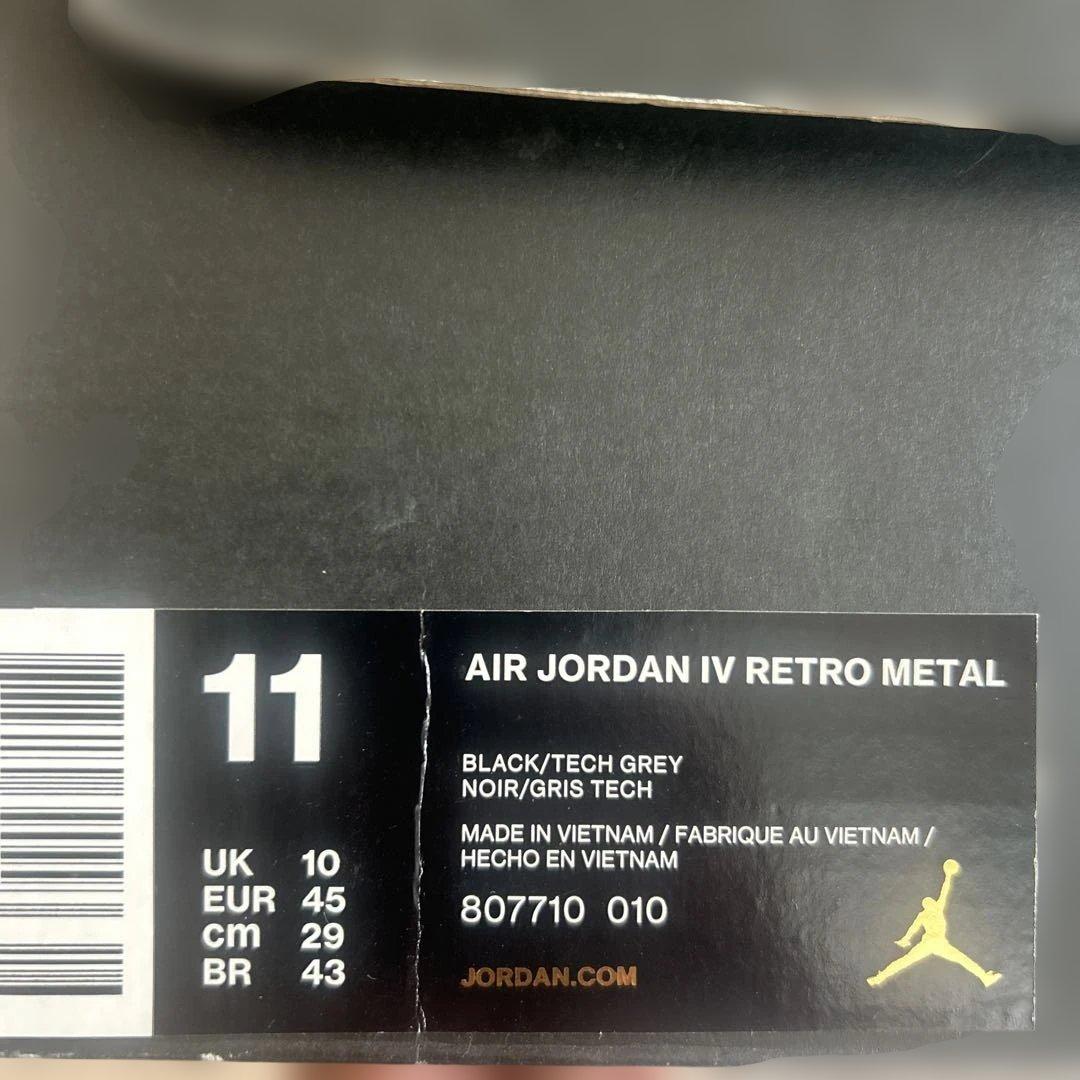 11
UK 10
EUR 45
cm 29
BR 43
AIR JORDAN IV RETRO METAL
BLACK/TECH GREY
NOIR/GRIS TECH
MADE IN VIETNAM / FABRIQUE AU VIETNAM /
HECHO EN VIETNAM
807710 010
JORDAN.COM